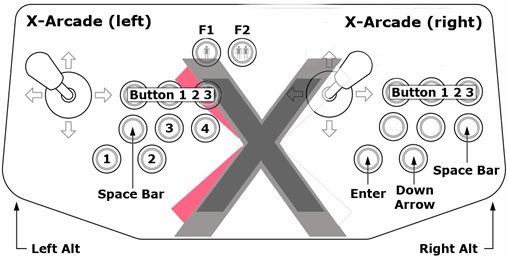 X-Arcade (left)
F1
F2
X-Arcade (right)
Button 1 2 3
Button 1 2 3
3
4
1
2
Space Bar
Space Bar
Enter
Down
Arrow
Left Alt
Right Alt